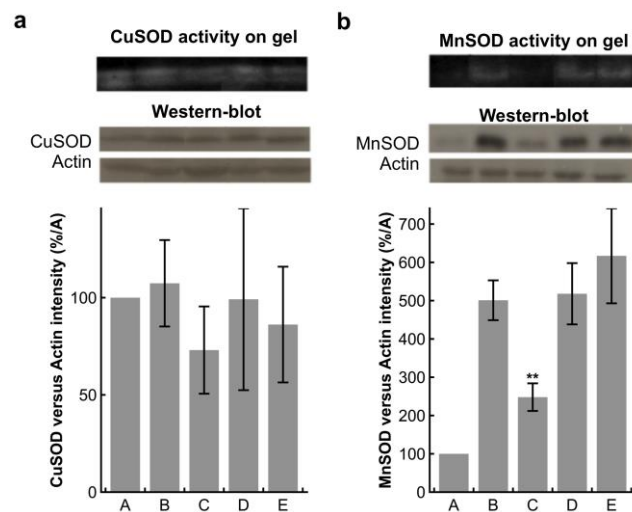 a
CuSOD activity on gel
Western-blot
CuSOD
Actin
CuSOD versus Actin intensity (%/A)
100
50
0
A B C D E
b
MnSOD activity on gel
Western-blot
MnSOD
Actin
MnSOD versus Actin intensity (%/A)
700
600
500
400
300
200
100
0
**
A B C D E